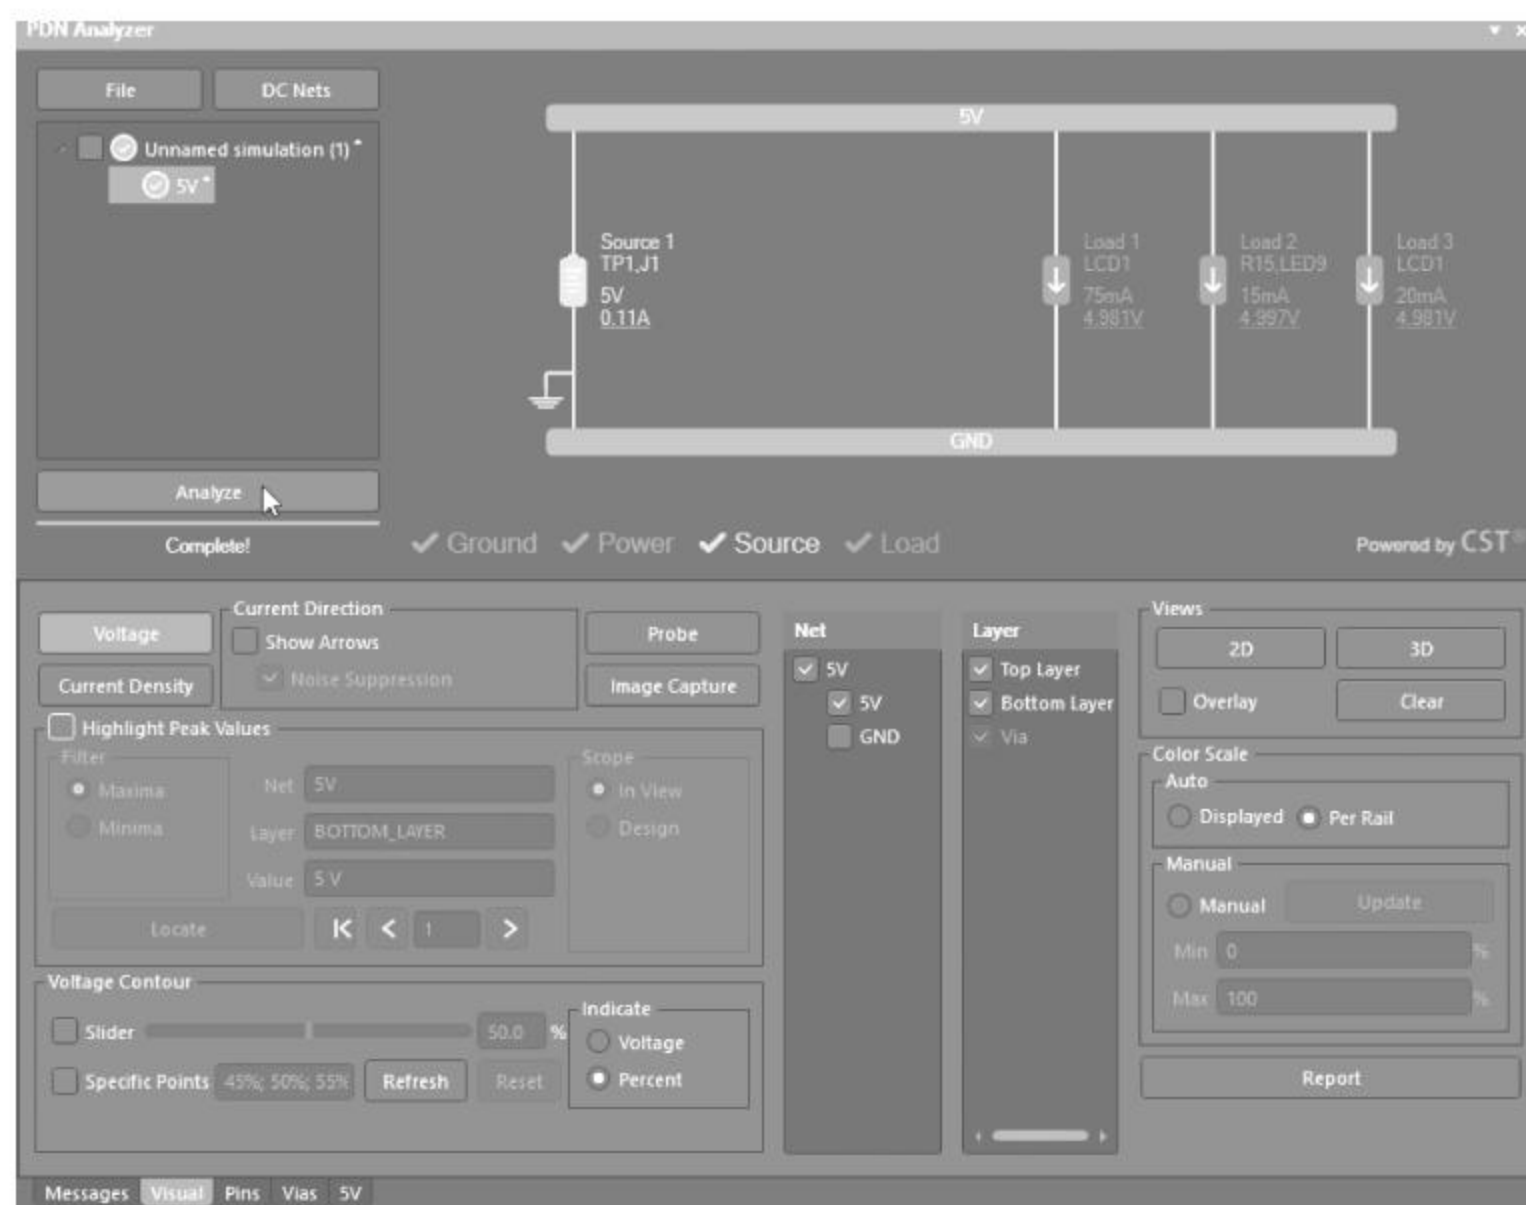 PDN Analyzer
File
DC Nets
Unnamed simulation (1) *
5V *
Analyze
Complete!
5V
Source 1
TP1,J1
5V
0.11A
Load 1
LCD1
75mA
4.981V
Load 2
R15,LED9
15mA
4.997V
Load 3
LCD1
20mA
4.981V
GND
Ground
Power
Source
Load
Powered by CST®
Voltage
Current Density
Current Direction
Show Arrows
Noise Suppression
Probe
Image Capture
Highlight Peak Values
Filter
Maxima
Minima
Net 5V
Layer BOTTOM_LAYER
Value 5 V
Scope
In View
Design
Locate
1
Voltage Contour
Slider
50.0 %
Specific Points 45%; 50%; 55%
Refresh
Reset
Indicate
Voltage
Percent
Net
5V
5V
GND
Layer
Top Layer
Bottom Layer
Via
Views
2D
3D
Overlay
Clear
Color Scale
Auto
Displayed
Per Rail
Manual
Manual
Update
Min 0 %
Max 100 %
Report
Messages Visual Pins Vias 5V